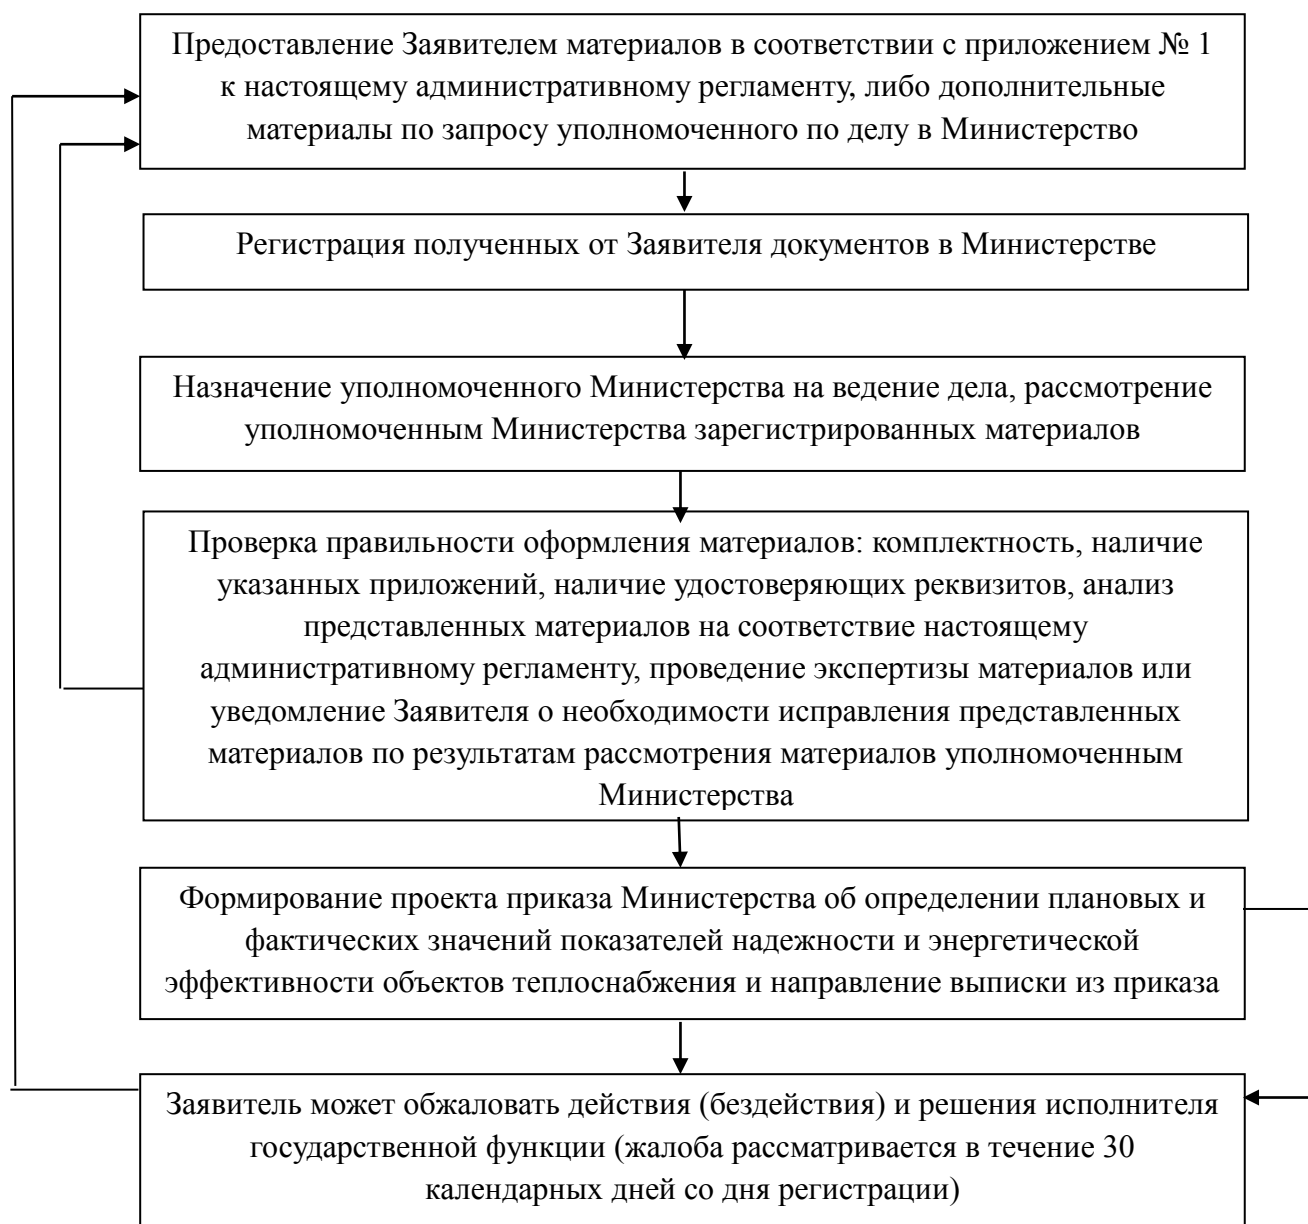 Предоставление Заявителем материалов в соответствии с приложением № 1
к настоящему административному регламенту, либо дополнительные
материалы по запросу уполномоченного по делу в Министерство
Регистрация полученных от Заявителя документов в Министерстве
Назначение уполномоченного Министерства на ведение дела, рассмотрение
уполномоченным Министерства зарегистрированных материалов
Проверка правильности оформления материалов: комплектность, наличие
указанных приложений, наличие удостоверяющих реквизитов, анализ
представленных материалов на соответствие настоящему
административному регламенту, проведение экспертизы материалов или
уведомление Заявителя о необходимости исправления представленных
материалов по результатам рассмотрения материалов уполномоченным
Министерства
Формирование проекта приказа Министерства об определении плановых и
фактических значений показателей надежности и энергетической
эффективности объектов теплоснабжения и направление выписки из приказа
Заявитель может обжаловать действия (бездействия) и решения исполнителя
государственной функции (жалоба рассматривается в течение 30
календарных дней со дня регистрации)